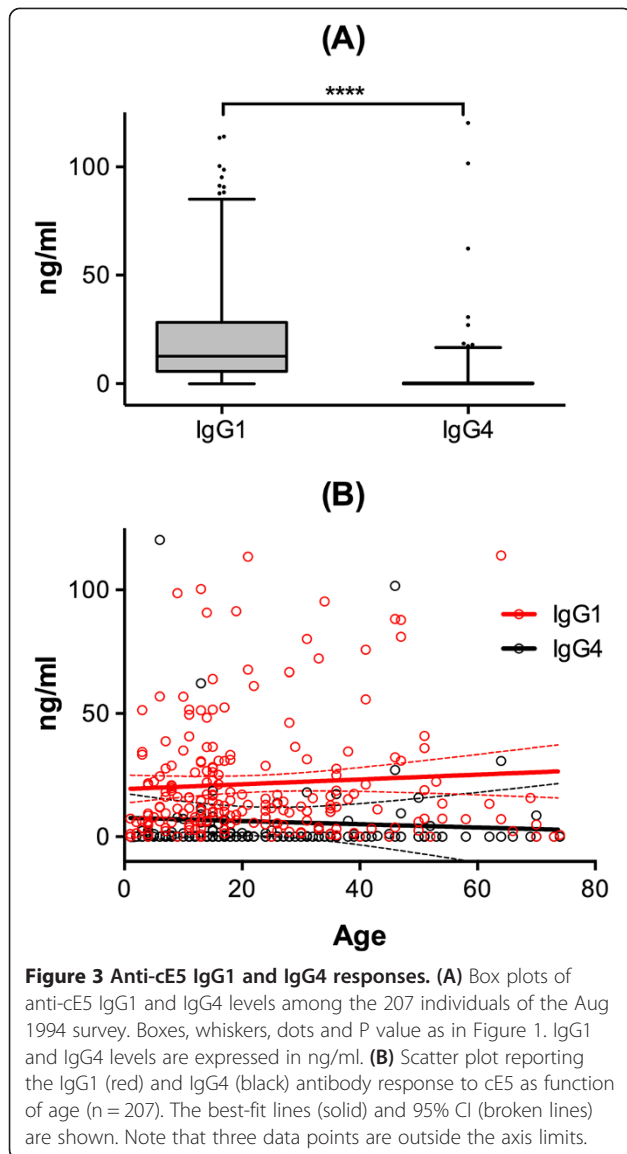 (A)
****
ng/ml
100
50
0
IgG1
IgG4
(B)
ng/ml
100
50
0
IgG1
IgG4
0
20
40
60
80
Age
Figure 3 Anti-cE5 IgG1 and IgG4 responses. (A) Box plots of
anti-cE5 IgG1 and IgG4 levels among the 207 individuals of the Aug
1994 survey. Boxes, whiskers, dots and P value as in Figure 1. IgG1
and IgG4 levels are expressed in ng/ml. (B) Scatter plot reporting
the IgG1 (red) and IgG4 (black) antibody response to cE5 as function
of age (n = 207). The best-fit lines (solid) and 95% CI (broken lines)
are shown. Note that three data points are outside the axis limits.